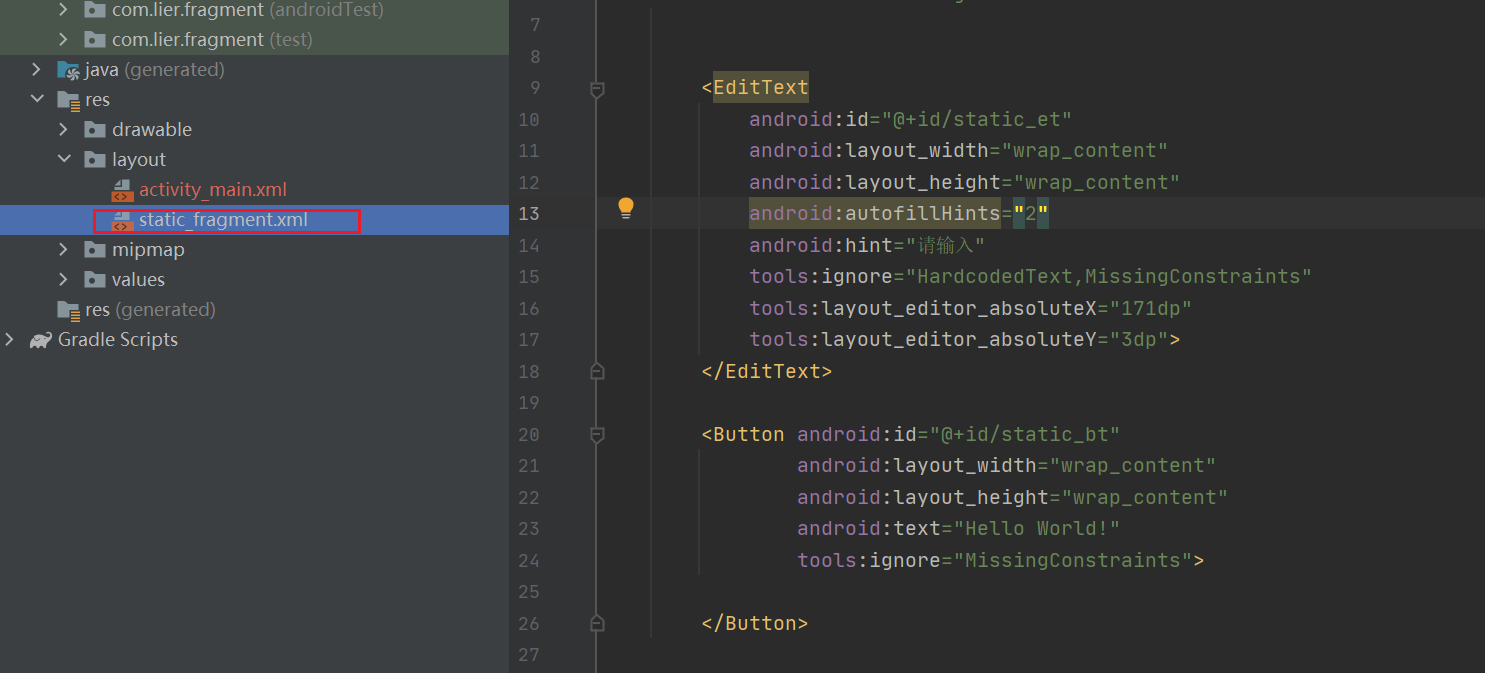 com.lier.fragment (androidTest)
com.lier.fragment (test)
java (generated)
res
drawable
layout
activity_main.xml
static_fragment.xml
mipmap
values
res (generated)
Gradle Scripts
7
8
9 <EditText
10 android:id="@+id/static_et"
11 android:layout_width="wrap_content"
12 android:layout_height="wrap_content"
13 android:autofillHints="2"
14 android:hint="请输入"
15 tools:ignore="HardcodedText,MissingConstraints"
16 tools:layout_editor_absoluteX="171dp"
17 tools:layout_editor_absoluteY="3dp">
18 </EditText>
19
20 <Button android:id="@+id/static_bt"
21 android:layout_width="wrap_content"
22 android:layout_height="wrap_content"
23 android:text="Hello World!"
24 tools:ignore="MissingConstraints">
25
26 </Button>
27